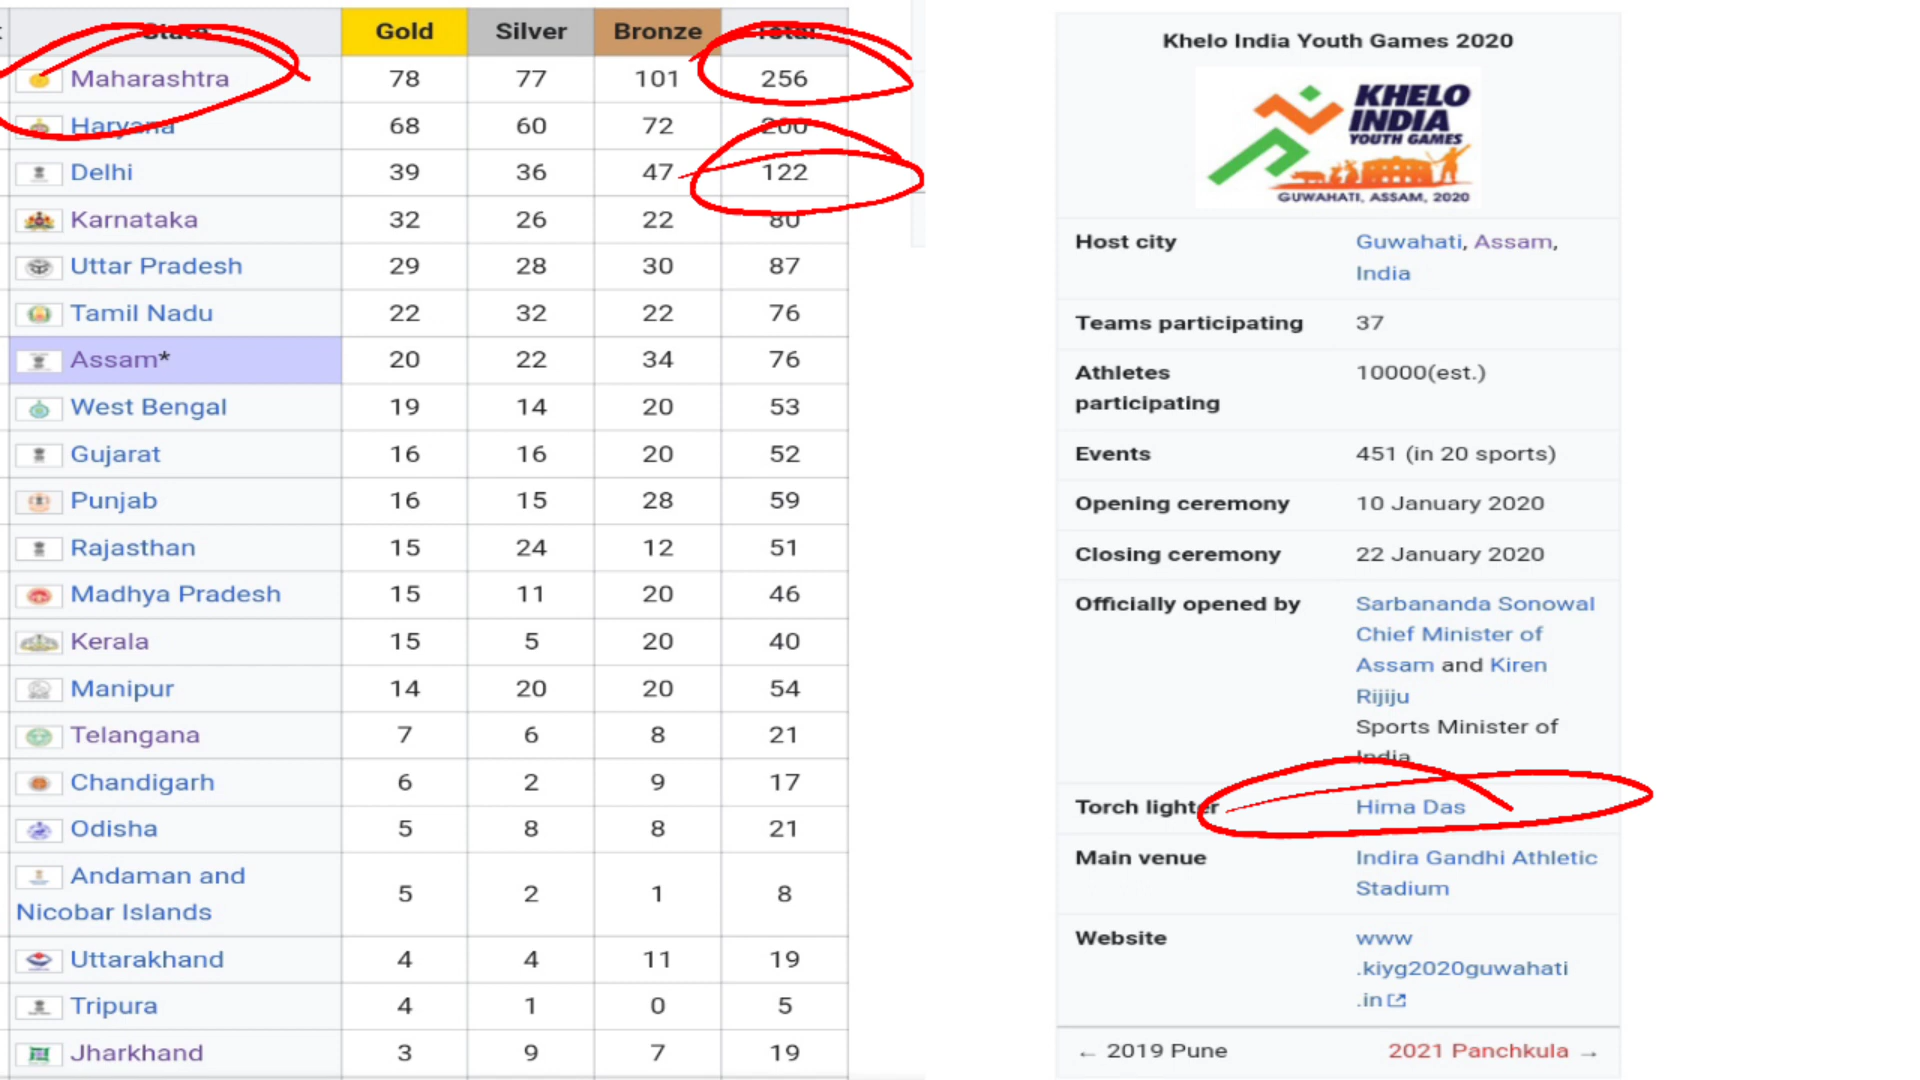 State Gold Silver Bronze Total
Maharashtra 78 77 101 256
Haryana 68 60 72 200
Delhi 39 36 47 122
Karnataka 32 26 22 80
Uttar Pradesh 29 28 30 87
Tamil Nadu 22 32 22 76
Assam* 20 22 34 76
West Bengal 19 14 20 53
Gujarat 16 16 20 52
Punjab 16 15 28 59
Rajasthan 15 24 12 51
Madhya Pradesh 15 11 20 46
Kerala 15 5 20 40
Manipur 14 20 20 54
Telangana 7 6 8 21
Chandigarh 6 2 9 17
Odisha 5 8 8 21
Andaman and
Nicobar Islands 5 2 1 8
Uttarakhand 4 4 11 19
Tripura 4 1 0 5
Jharkhand 3 9 7 19
Khelo India Youth Games 2020
KHELO
INDIA
YOUTH GAMES
GUWAHATI, ASSAM, 2020
Host city Guwahati, Assam,
India
Teams participating 37
Athletes 10000(est.)
participating
Events 451 (in 20 sports)
Opening ceremony 10 January 2020
Closing ceremony 22 January 2020
Officially opened by Sarbananda Sonowal
Chief Minister of
Assam and Kiren
Rijiju
Sports Minister of
India
Torch lighter Hima Das
Main venue Indira Gandhi Athletic
Stadium
Website www
.kiyg2020guwahati
.in
← 2019 Pune 2021 Panchkula →